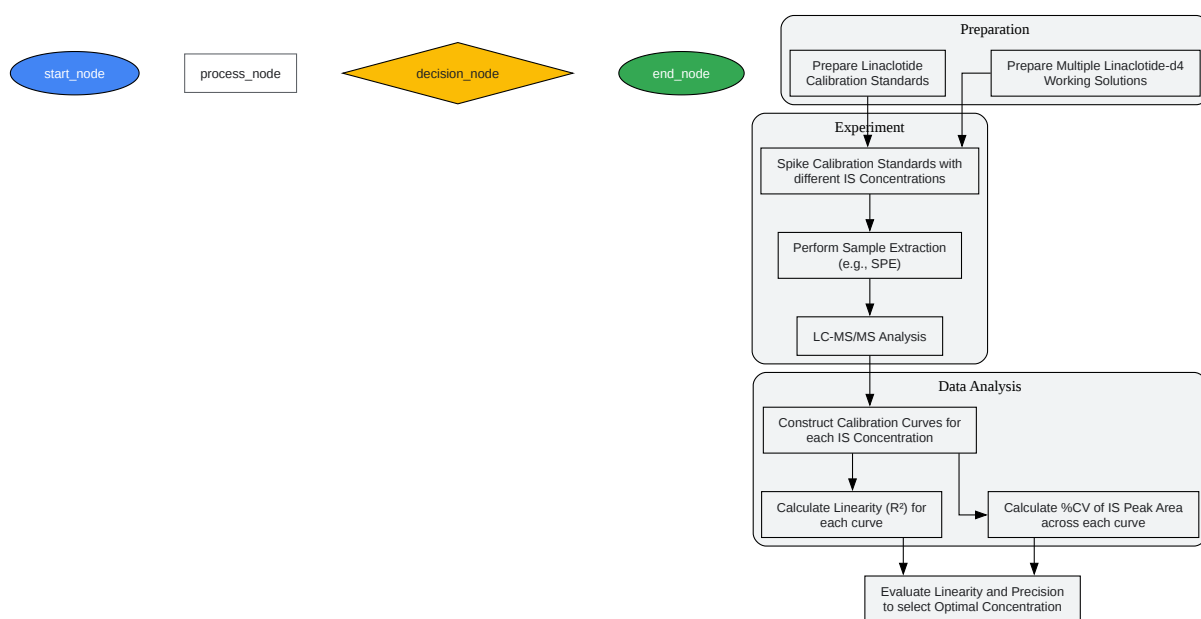 start_node
process_node
decision_node
end_node
Preparation
Prepare Linaclotide
Calibration Standards
Prepare Multiple Linaclotide-d4
Working Solutions
Experiment
Spike Calibration Standards with
different IS Concentrations
Perform Sample Extraction
(e.g., SPE)
LC-MS/MS Analysis
Data Analysis
Construct Calibration Curves for
each IS Concentration
Calculate Linearity (R²) for
each curve
Calculate %CV of IS Peak Area
across each curve
Evaluate Linearity and Precision
to select Optimal Concentration